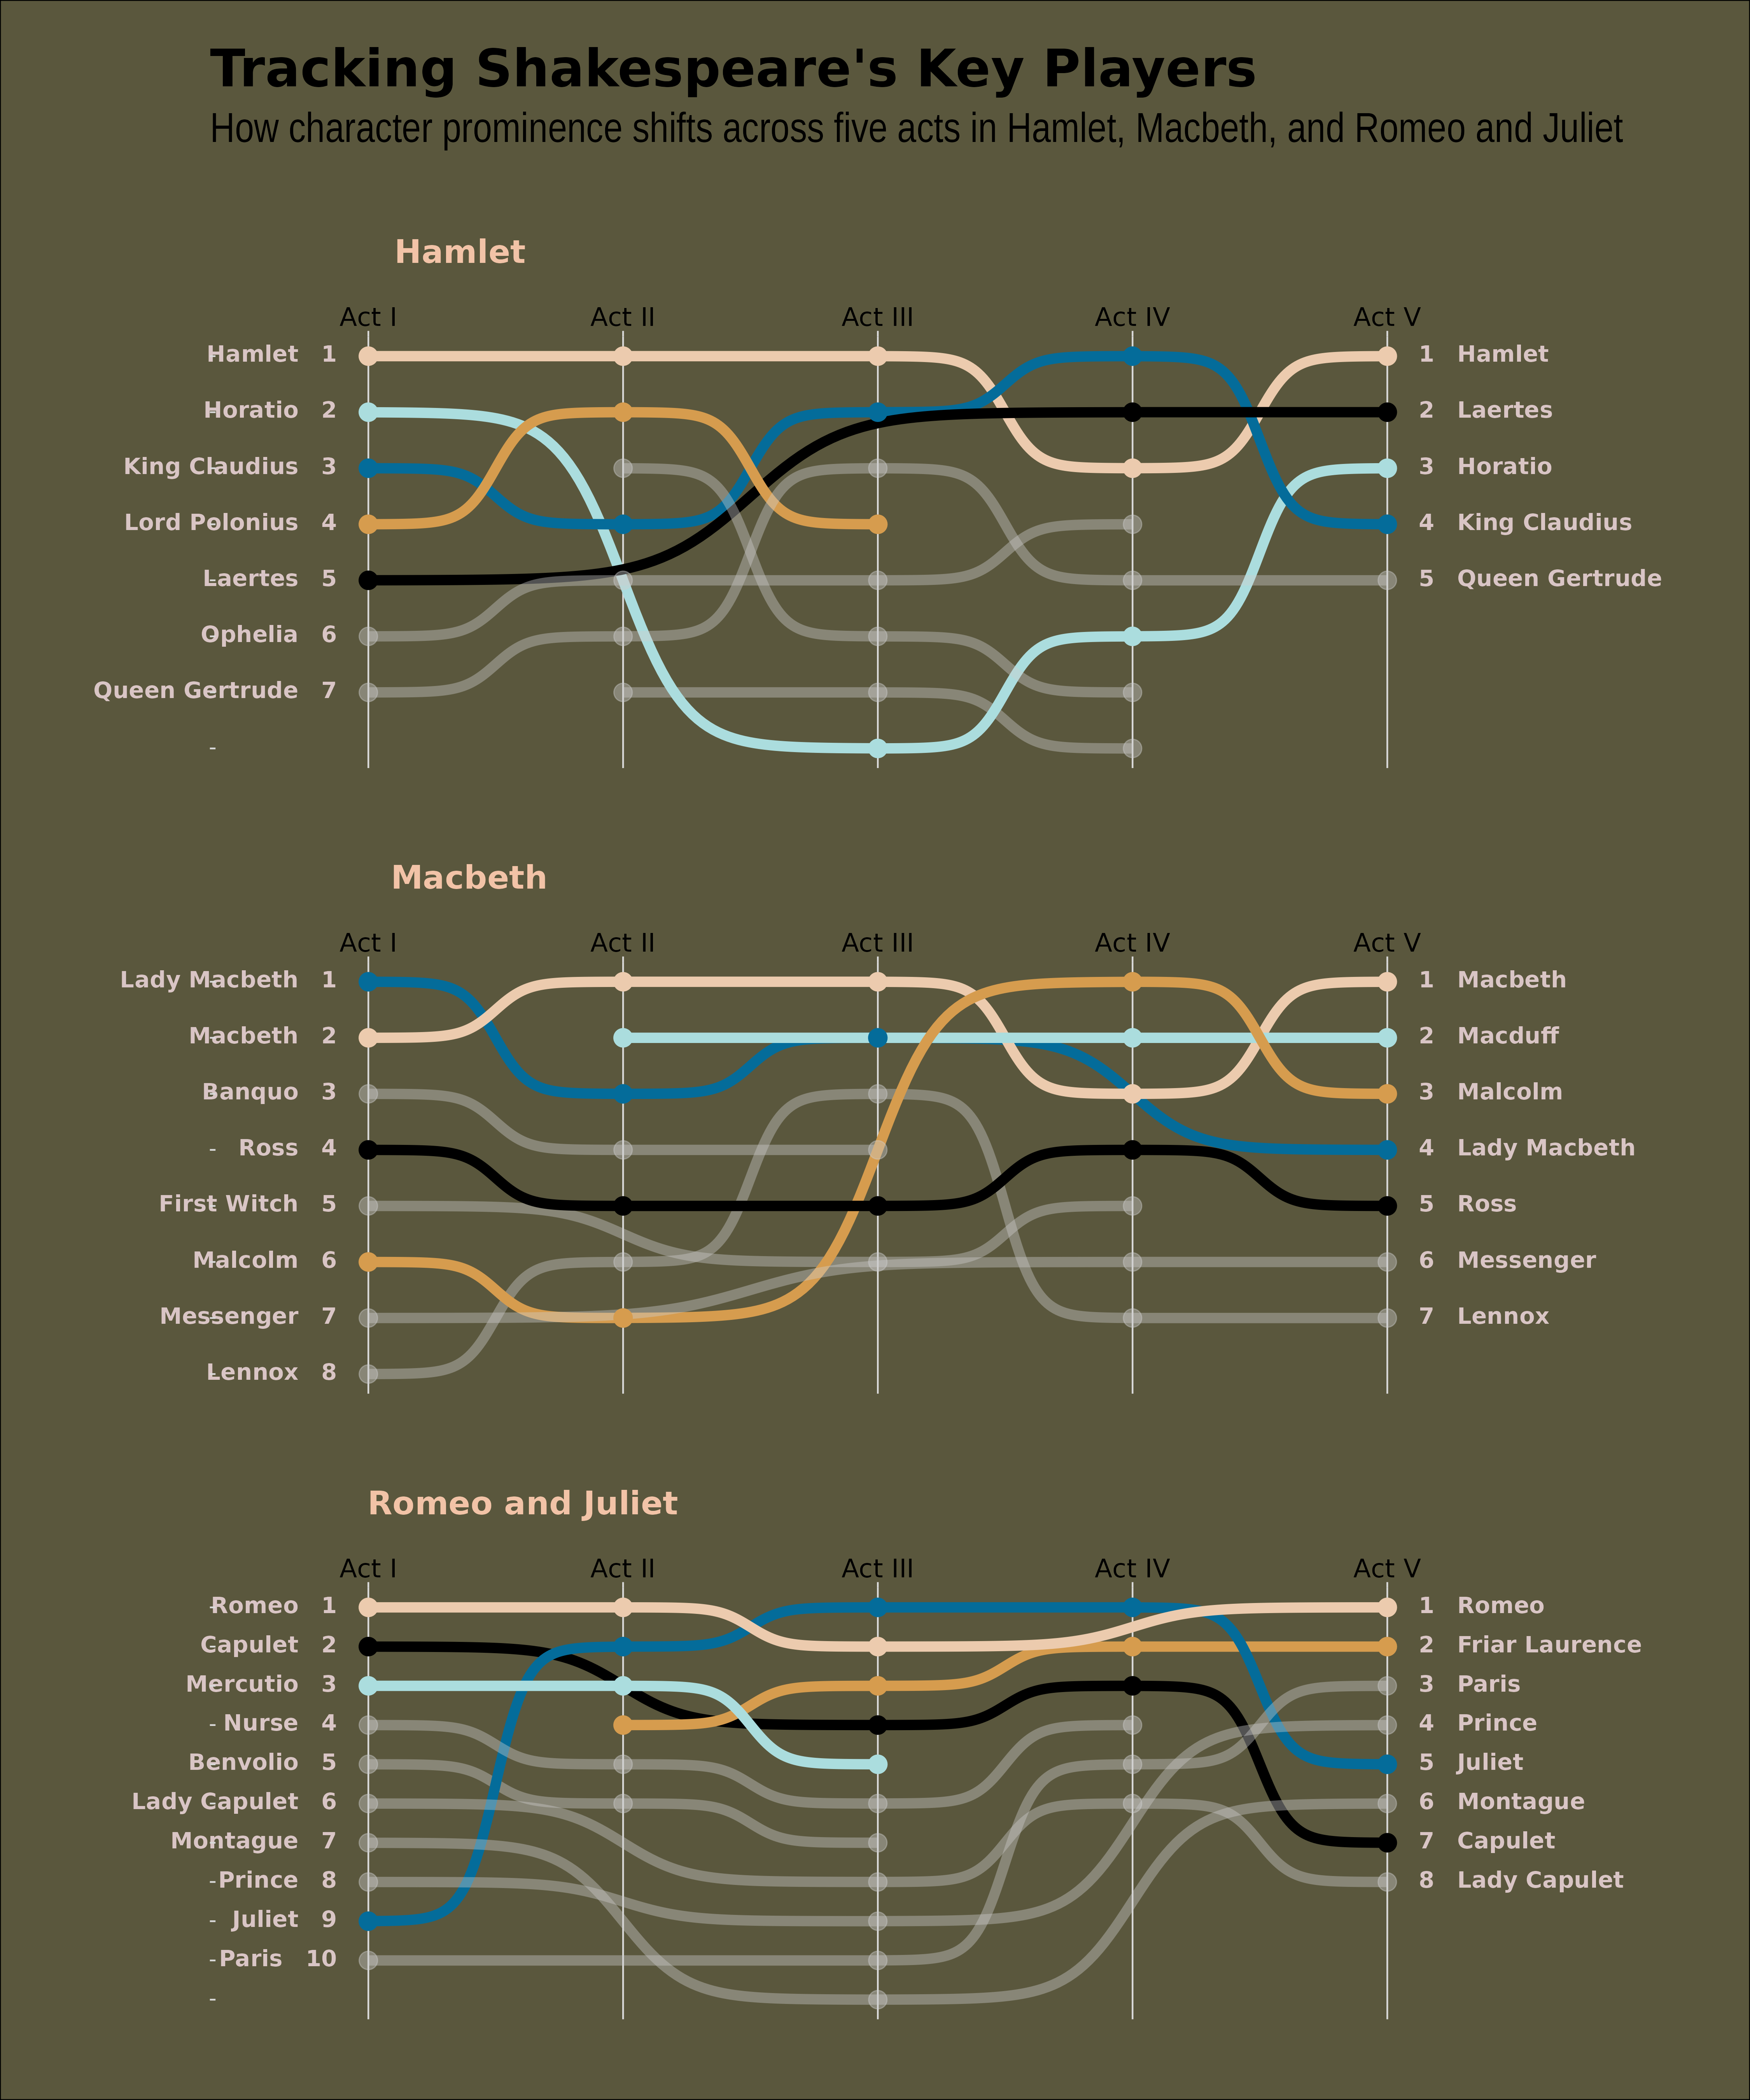 Tracking Shakespeare's Key Players
How character prominence shifts across five acts in Hamlet, Macbeth, and Romeo and Juliet
Hamlet
Act I Act II Act III Act IV Act V
Hamlet 1 1 Hamlet
Horatio 2 2 Laertes
King Claudius 3 3 Horatio
Lord Polonius 4 4 King Claudius
Laertes 5 5 Queen Gertrude
Ophelia 6
Queen Gertrude 7
-
Macbeth
Act I Act II Act III Act IV Act V
Lady Macbeth 1 1 Macbeth
Macbeth 2 2 Macduff
Banquo 3 3 Malcolm
- Ross 4 4 Lady Macbeth
First Witch 5 5 Ross
Malcolm 6 6 Messenger
Messenger 7 7 Lennox
Lennox 8
Romeo and Juliet
Act I Act II Act III Act IV Act V
Romeo 1 1 Romeo
Capulet 2 2 Friar Laurence
Mercutio 3 3 Paris
- Nurse 4 4 Prince
Benvolio 5 5 Juliet
Lady Capulet 6 6 Montague
Montague 7 7 Capulet
- Prince 8 8 Lady Capulet
- Juliet 9
- Paris 10
-